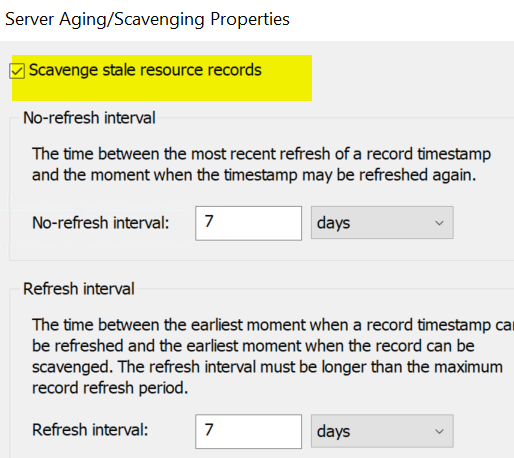 Server Aging/Scavenging Properties
Scavenge stale resource records
No-refresh interval
The time between the most recent refresh of a record timestamp
and the moment when the timestamp may be refreshed again.
No-refresh interval: 7 days
Refresh interval
The time between the earliest moment when a record timestamp can
be refreshed and the earliest moment when the record can be
scavenged. The refresh interval must be longer than the maximum
record refresh period.
Refresh interval: 7 days